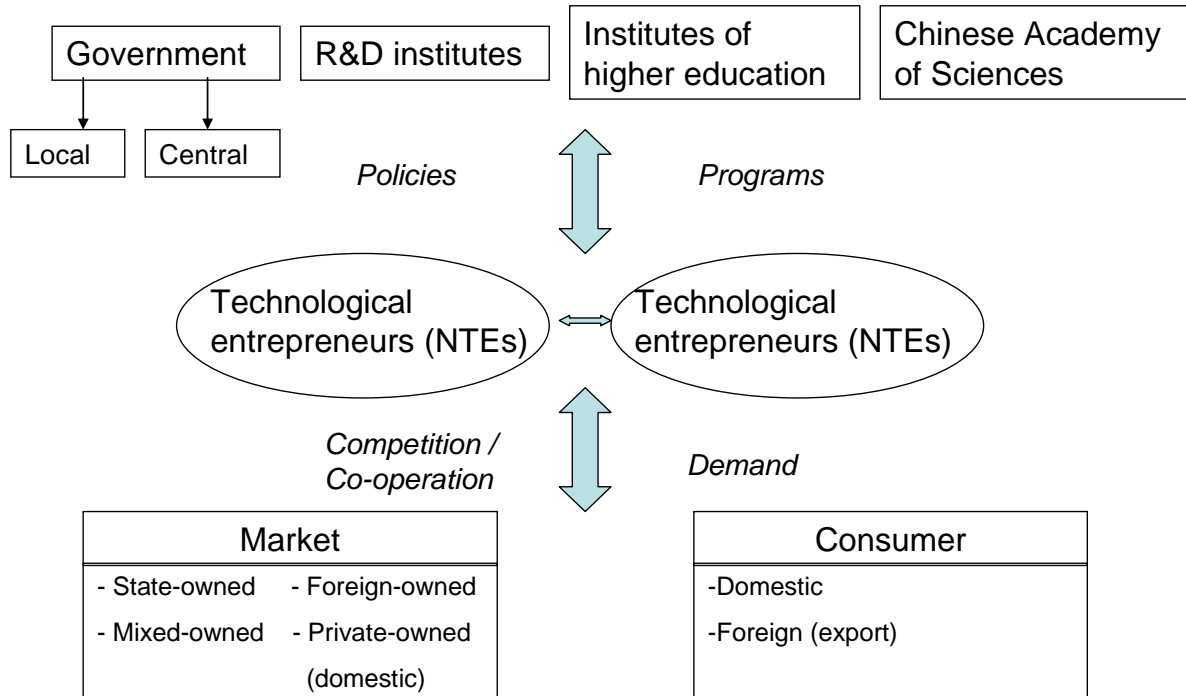 Government
R&D institutes
Institutes of
higher education
Chinese Academy
of Sciences
Local
Central
Policies
Programs
Technological
entrepreneurs (NTEs)
Technological
entrepreneurs (NTEs)
Competition /
Co-operation
Demand
Market
- State-owned - Foreign-owned
- Mixed-owned - Private-owned
(domestic)
Consumer
-Domestic
-Foreign (export)